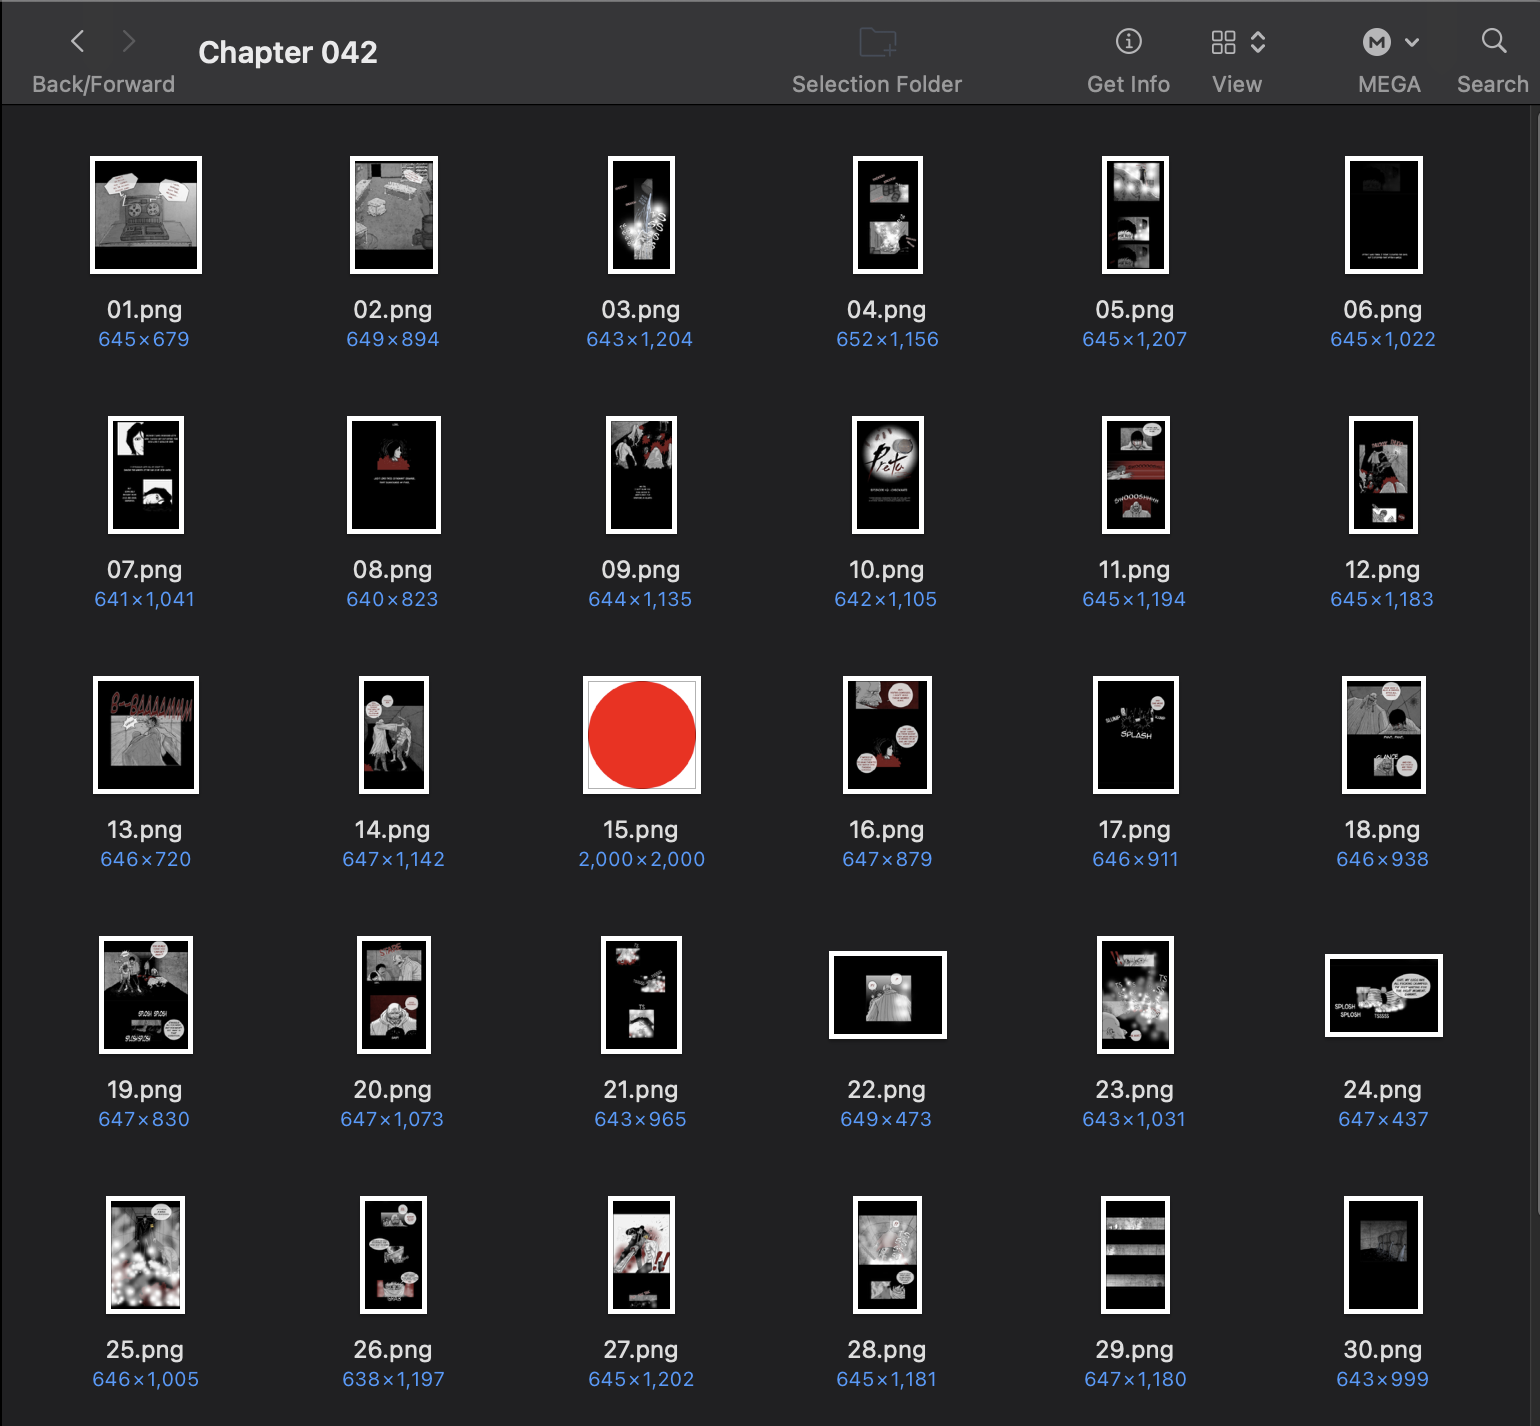 Chapter 042
Back/Forward
Selection Folder
Get Info
View
MEGA
Search
01.png
02.png
03.png
04.png
05.png
06.png
645×679
649×894
643×1,204
652×1,156
645×1,207
645×1,022
07.png
08.png
09.png
10.png
11.png
12.png
641×1,041
640×823
644×1,135
642×1,105
645×1,194
645×1,183
13.png
14.png
15.png
16.png
17.png
18.png
646×720
647×1,142
2,000×2,000
647×879
646×911
646×938
SPLASH
19.png
20.png
21.png
22.png
23.png
24.png
647×830
647×1,073
643×965
649×473
643×1,031
647×437
SPLOSH
SPLOSH
TSSSSS
25.png
26.png
27.png
28.png
29.png
30.png
646×1,005
638×1,197
645×1,202
645×1,181
647×1,180
643×999